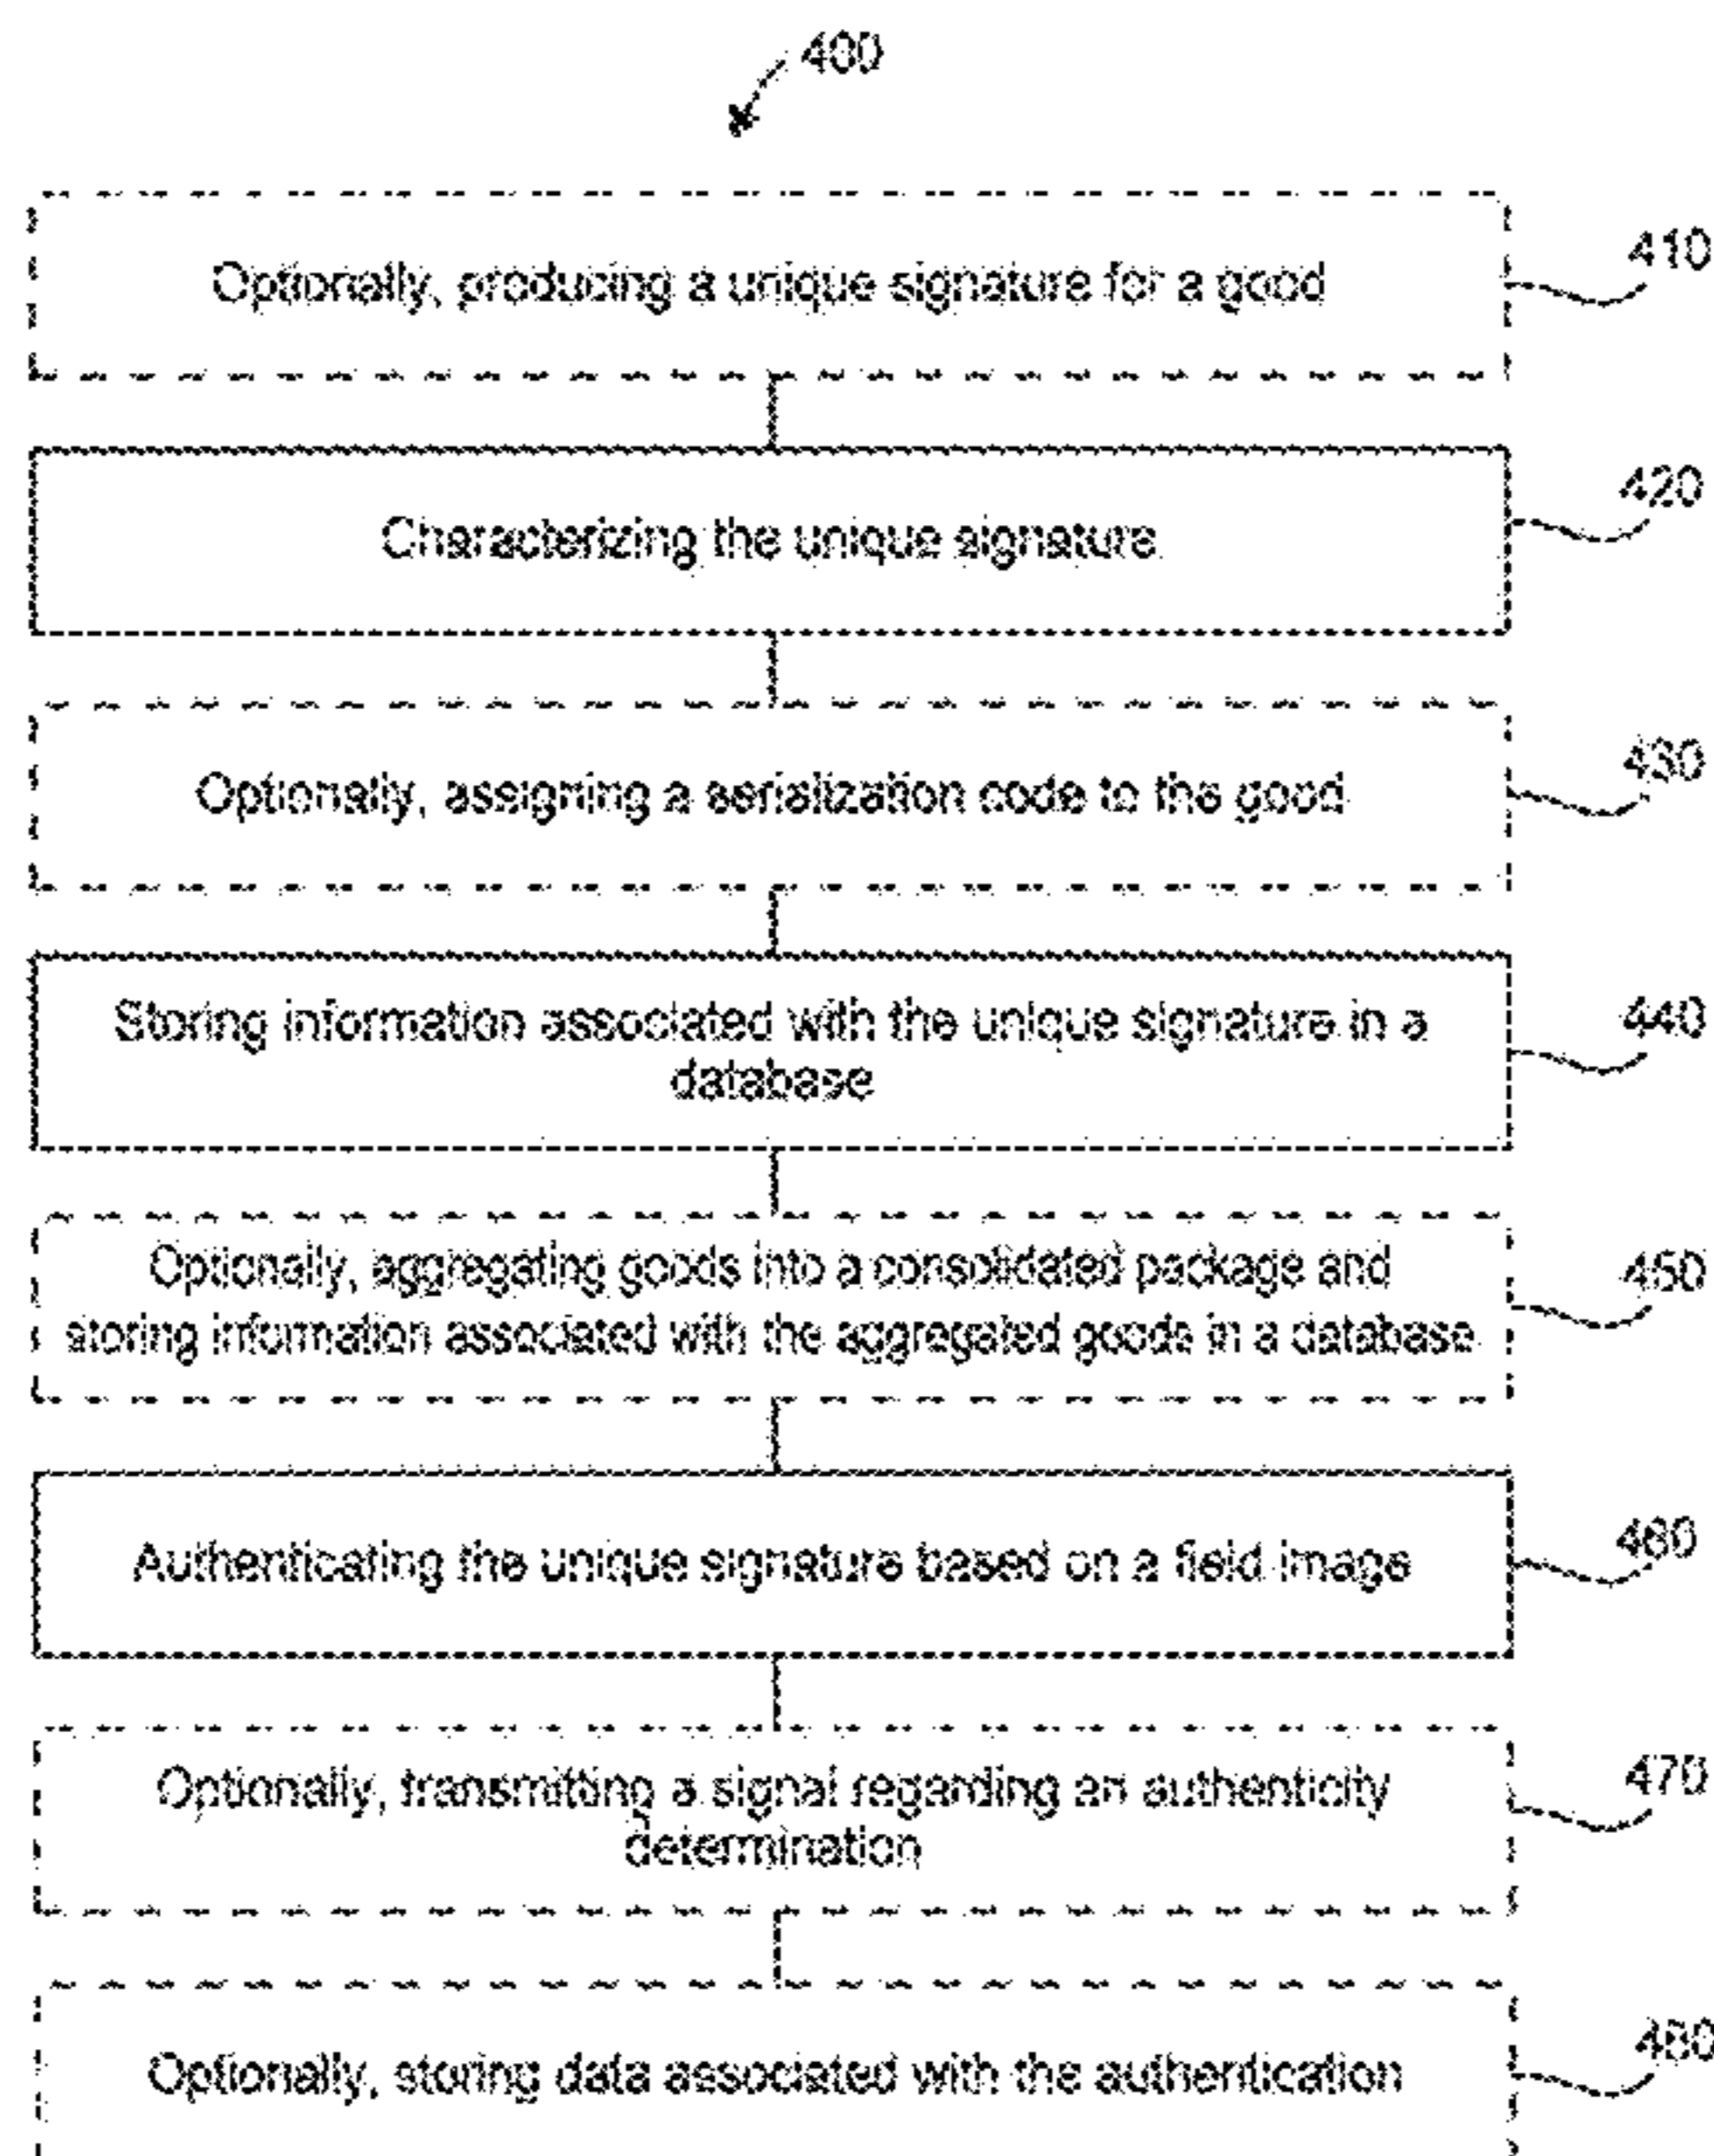 400
Optionally, producing a unique signature for a good
410
Characterizing the unique signature
420
Optionally, assigning a serialization code to the good
430
Storing information associated with the unique signature in a
database
440
Optionally, aggregating goods into a consolidated package and
storing information associated with the aggregated goods in a database
450
Authenticating the unique signature based on a field image
460
Optionally, transmitting a signal regarding an authenticity
determination
470
Optionally, storing data associated with the authentication
480